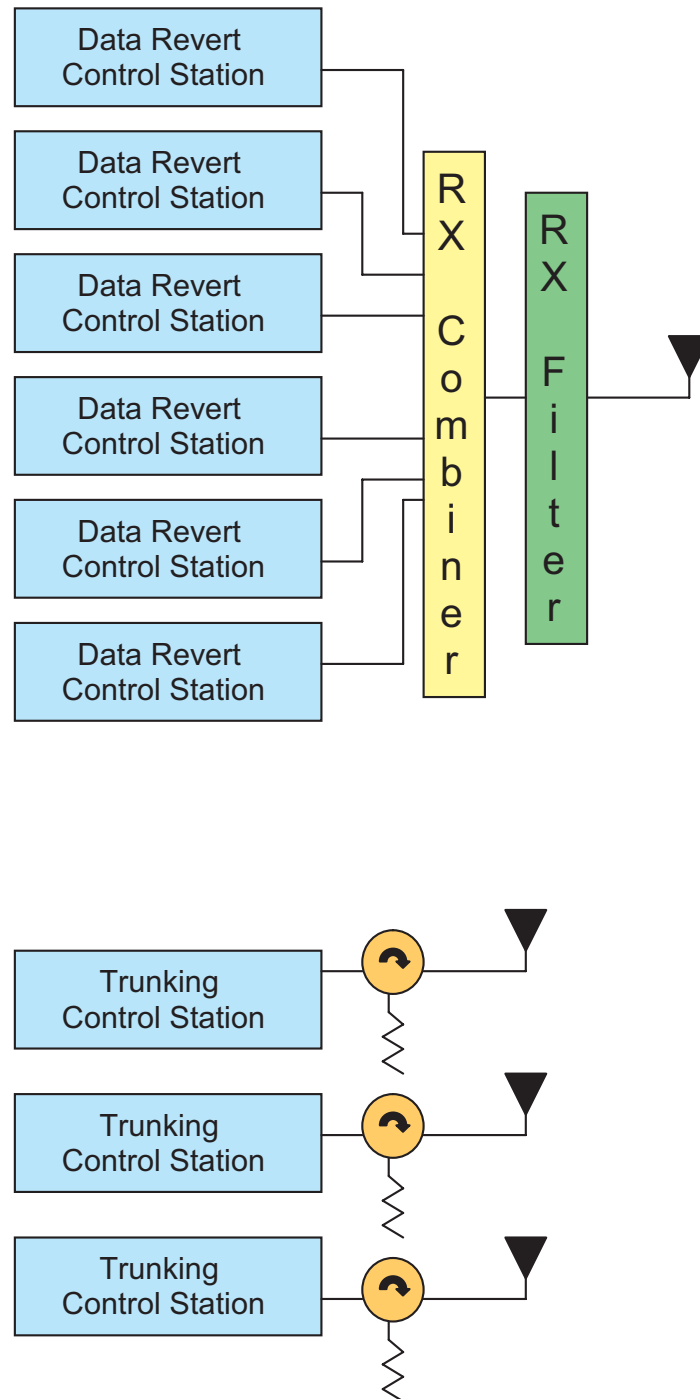 Data Revert
Control Station
Data Revert
Control Station
Data Revert
Control Station
Data Revert
Control Station
Data Revert
Control Station
Data Revert
Control Station
RX Combiner
RX Filter
Trunking
Control Station
Trunking
Control Station
Trunking
Control Station